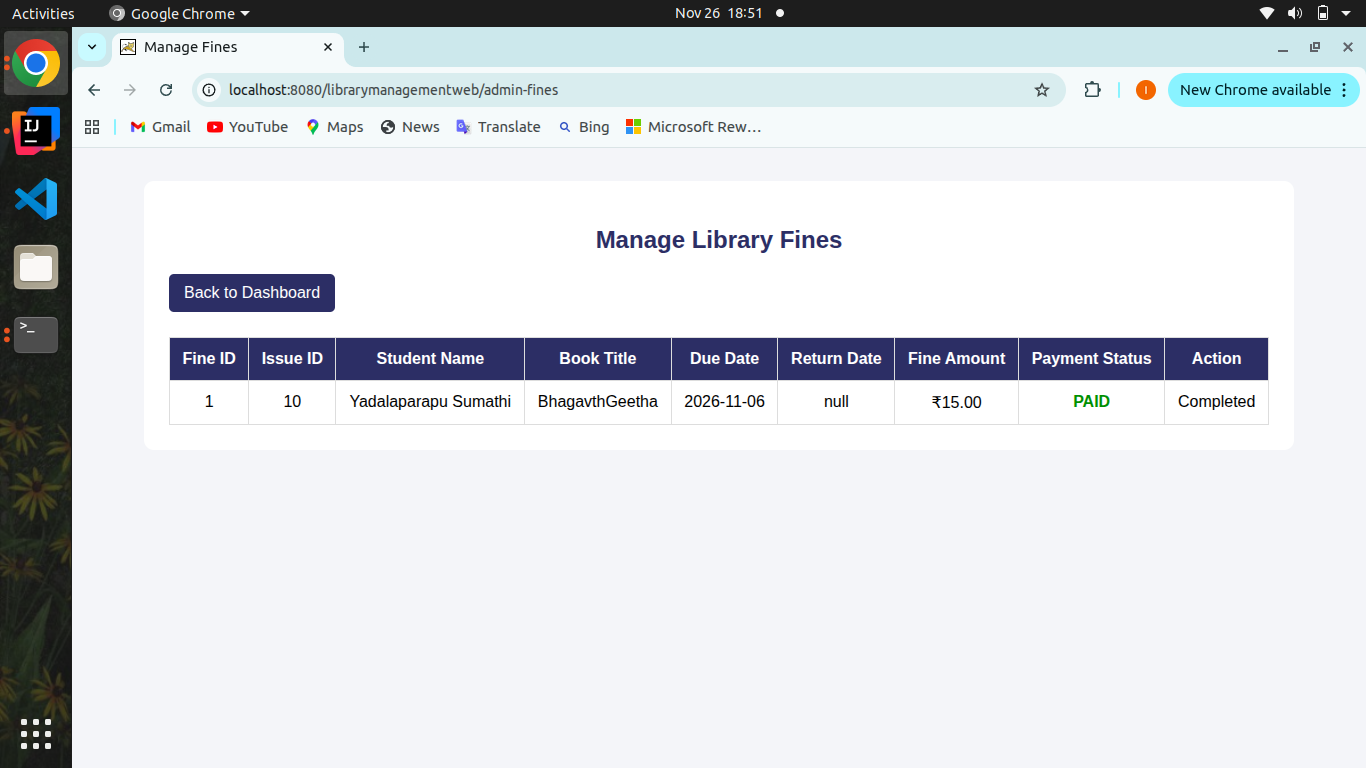 Activities Google Chrome Nov 26 18:51
Manage Fines
localhost:8080/librarymanagementweb/admin-fines I New Chrome available
Gmail YouTube Maps News Translate Bing Microsoft Rew…
Manage Library Fines
Back to Dashboard
Fine ID Issue ID Student Name Book Title Due Date Return Date Fine Amount Payment Status Action
1 10 Yadalaparapu Sumathi BhagavthGeetha 2026-11-06 null ₹15.00 PAID Completed
IJ
>_